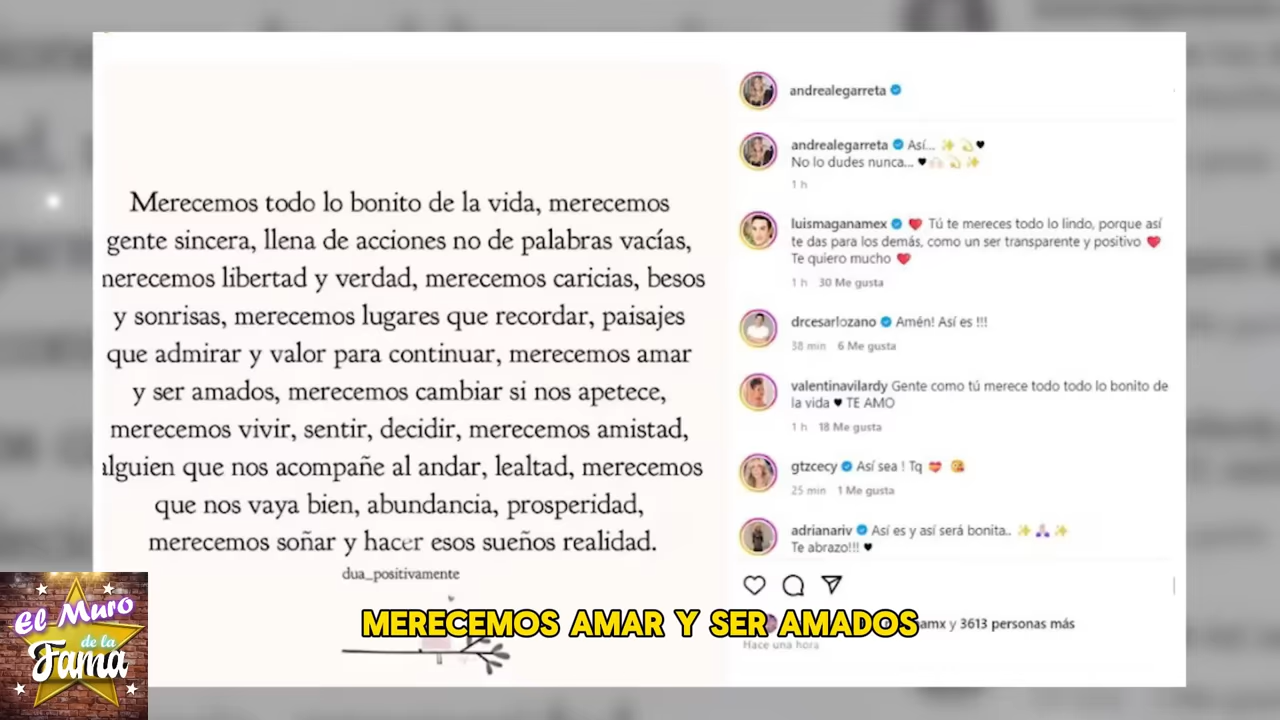 Merecemos todo lo bonito de la vida, merecemos
gente sincera, llena de acciones no de palabras vacías,
merecemos libertad y verdad, merecemos caricias, besos
y sonrisas, merecemos lugares que recordar, paisajes
que admirar y valor para continuar, merecemos amar
y ser amados, merecemos cambiar si nos apetece,
merecemos vivir, sentir, decidir, merecemos amistad,
alguien que nos acompañe al andar, lealtad, merecemos
que nos vaya bien, abundancia, prosperidad,
merecemos soñar y hacer esos sueños realidad.
dua_positivamente
andrealegarreta
andrealegarreta Así... ✨ 💫 🖤
No lo dudes nunca... 🖤 🙌🏻 💫 ✨
1 h
luismaganamex ❤️ Tú te mereces todo lo lindo, porque así
te das para los demás, como un ser transparente y positivo ❤️
Te quiero mucho ❤️
1 h 30 Me gusta
drcesarlozano Amén! Así es !!!
38 min 6 Me gusta
valentinavilardy Gente como tú merece todo todo lo bonito de
la vida 🖤 TE AMO
1 h 18 Me gusta
gtzcecy Así sea ! Tq 💝 😘
25 min 1 Me gusta
adrianariv Así es y así será bonita.. ✨ 🙏🏻 ✨
Te abrazo!!! 🖤
amx y 3613 personas más
Hace una hora
MERECEMOS AMAR Y SER AMADOS
El Muro
de la
Fama